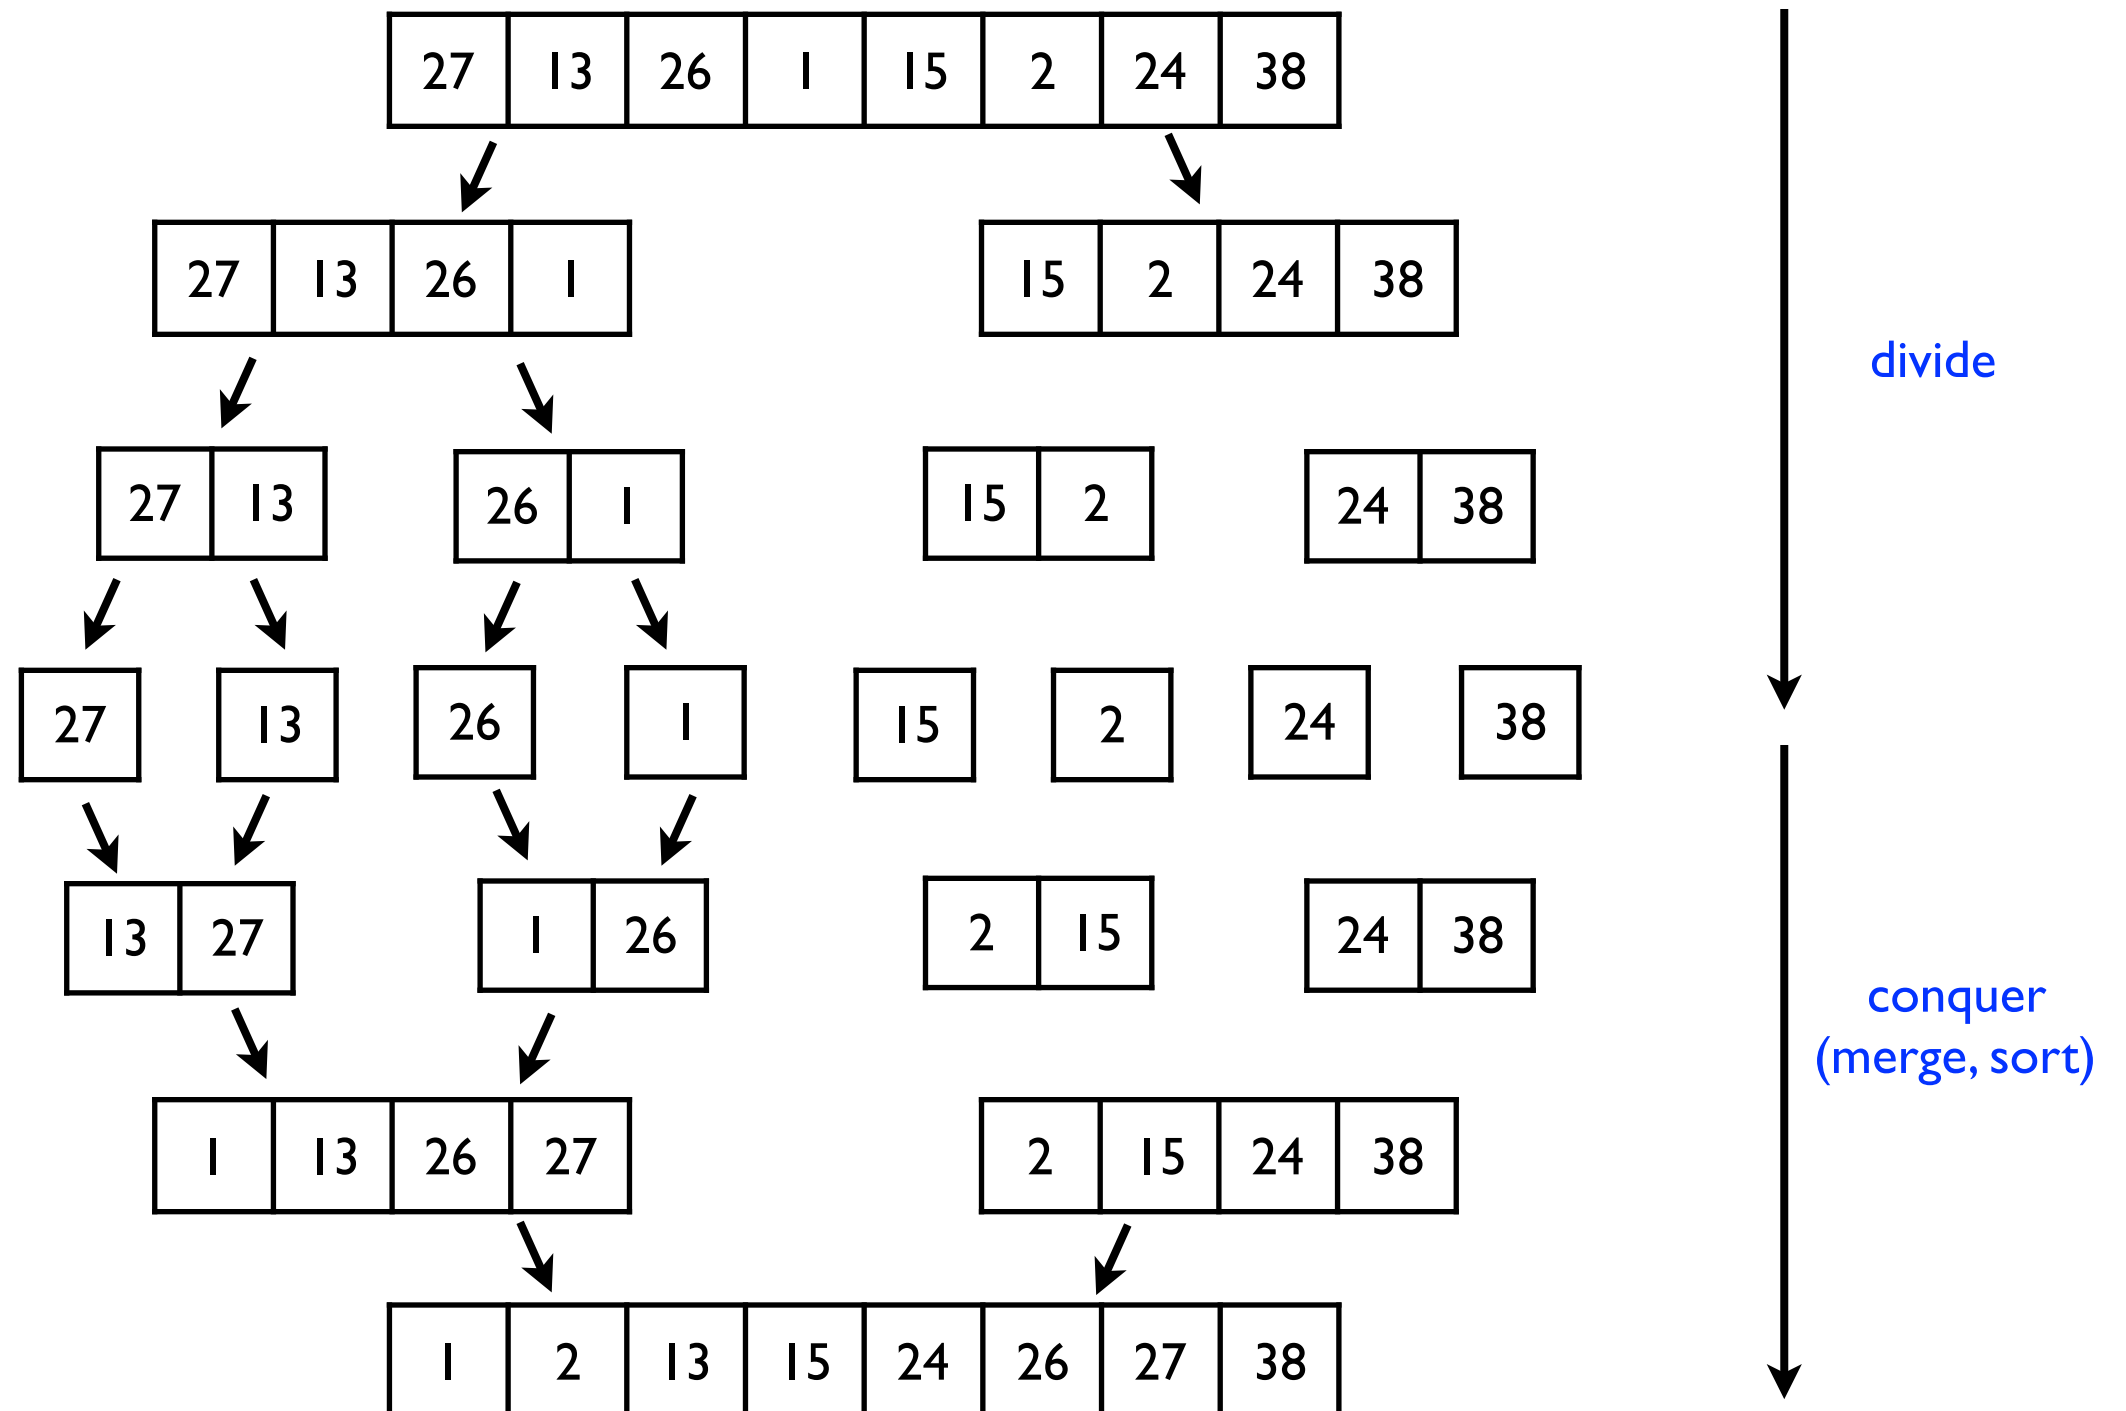 27 13 26 1 15 2 24 38
27 13 26 1 15 2 24 38
divide
27 13 26 1 15 2 24 38
27 13 26 1 15 2 24 38
13 27 1 26 2 15 24 38
conquer
(merge, sort)
1 13 26 27 2 15 24 38
1 2 13 15 24 26 27 38